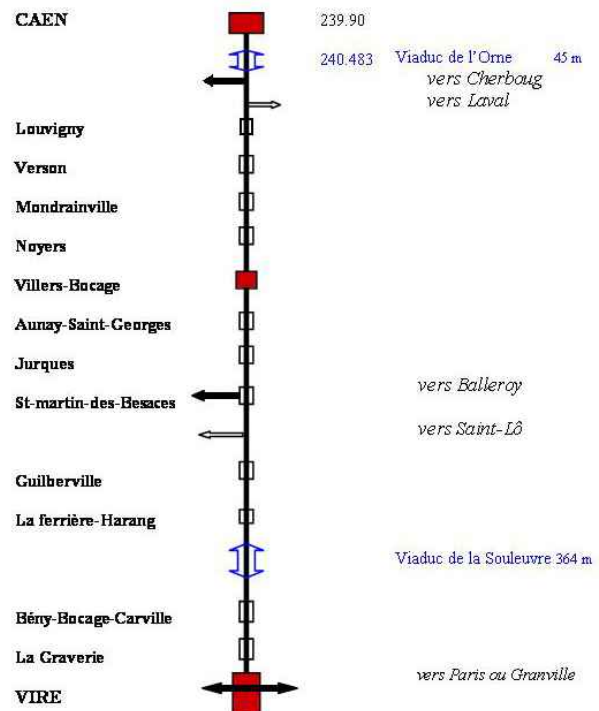 CAEN 239.90
240.483 Viaduc de l'Orne 45 m
vers Cherboug
vers Laval
Louvigny
Verson
Mondrainville
Noyers
Villers-Bocage
Aunay-Saint-Georges
Jurques
vers Balleroy
St-martin-des-Besaces
vers Saint-Lô
Guilberville
La ferrière-Harang
Viaduc de la Souleuvre 364 m
Bény-Bocage-Carville
La Graverie
vers Paris ou Granville
VIRE